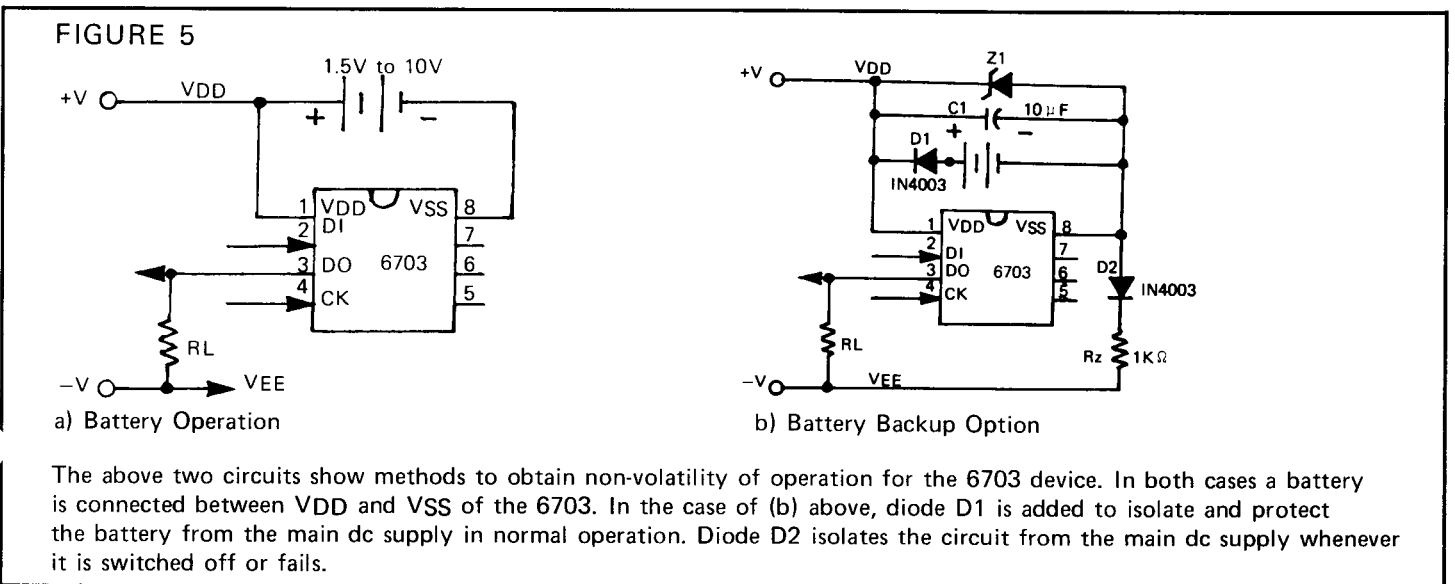 FIGURE 5
1.5V to 10V
+V
VDD
+
-
1
VDD
VSS
8
2
DI
7
3
DO
6703
6
4
CK
5
RL
-V
VEE
a) Battery Operation
Z1
+V
VDD
C1
10 μF
+
-
D1
IN4003
1
VDD
VSS
8
2
DI
7
3
DO
6703
6
4
CK
5
D2
IN4003
RL
Rz
1KΩ
-V
VEE
b) Battery Backup Option
The above two circuits show methods to obtain non-volatility of operation for the 6703 device. In both cases a battery
is connected between VDD and VSS of the 6703. In the case of (b) above, diode D1 is added to isolate and protect
the battery from the main dc supply in normal operation. Diode D2 isolates the circuit from the main dc supply whenever
it is switched off or fails.